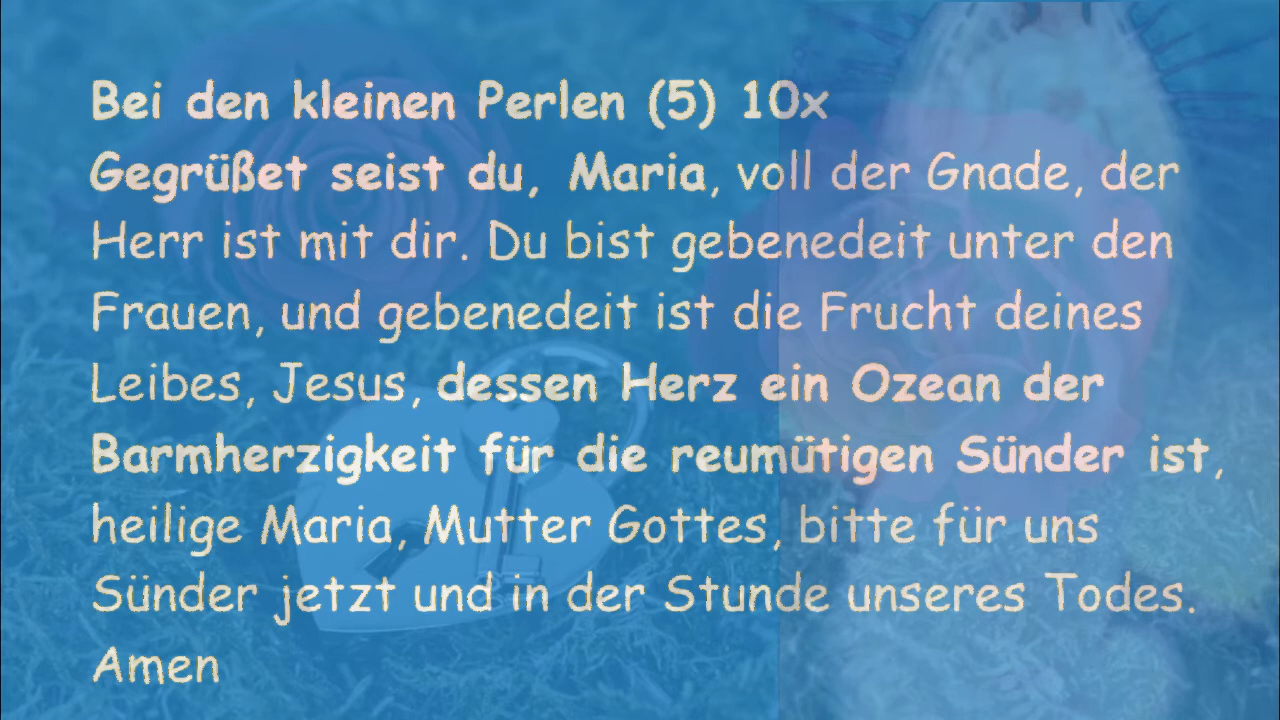 Bei den kleinen Perlen (5) 10x
Gegrüßet seist du, Maria, voll der Gnade, der
Herr ist mit dir. Du bist gebenedeit unter den
Frauen, und gebenedeit ist die Frucht deines
Leibes, Jesus, dessen Herz ein Ozean der
Barmherzigkeit für die reumütigen Sünder ist,
heilige Maria, Mutter Gottes, bitte für uns
Sünder jetzt und in der Stunde unseres Todes.
Amen